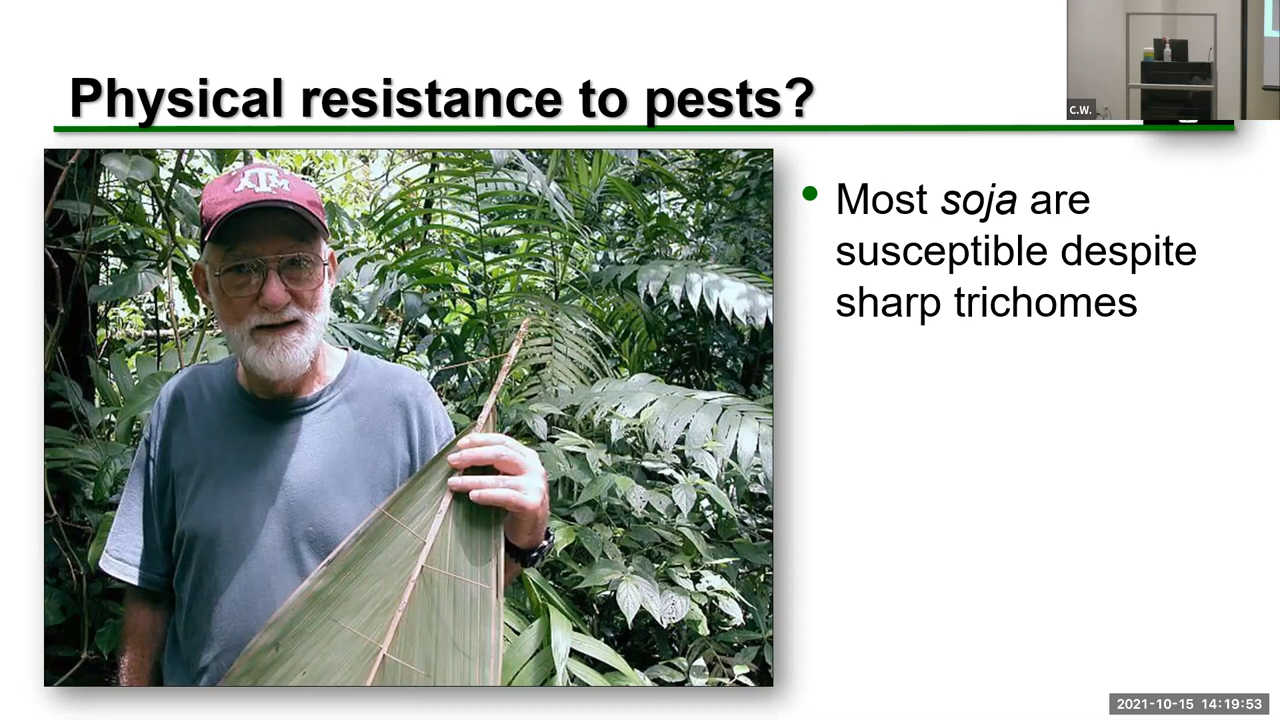 Physical resistance to pests?
C.W.
ATM
Most soja are
susceptible despite
sharp trichomes
2021-10-15 14:19:53